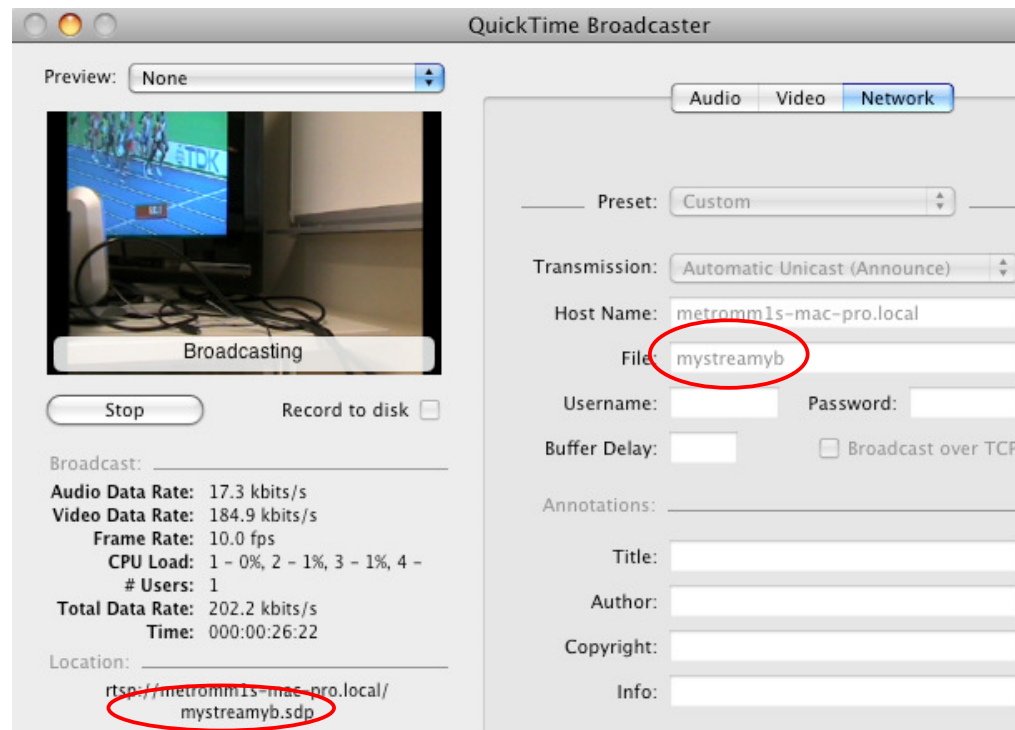 QuickTime Broadcaster
Preview: None
TDK
Broadcasting
Stop
Record to disk
Broadcast:
Audio Data Rate: 17.3 kbits/s
Video Data Rate: 184.9 kbits/s
Frame Rate: 10.0 fps
CPU Load: 1 – 0%, 2 – 1%, 3 – 1%, 4 –
# Users: 1
Total Data Rate: 202.2 kbits/s
Time: 000:00:26:22
Location:
rtsp://metromm1s-mac-pro.local/
mystreamyb.sdp
Audio Video Network
Preset: Custom
Transmission: Automatic Unicast (Announce)
Host Name: metromm1s-mac-pro.local
File: mystreamyb
Username:
Password:
Buffer Delay:
Broadcast over TCP
Annotations:
Title:
Author:
Copyright:
Info: